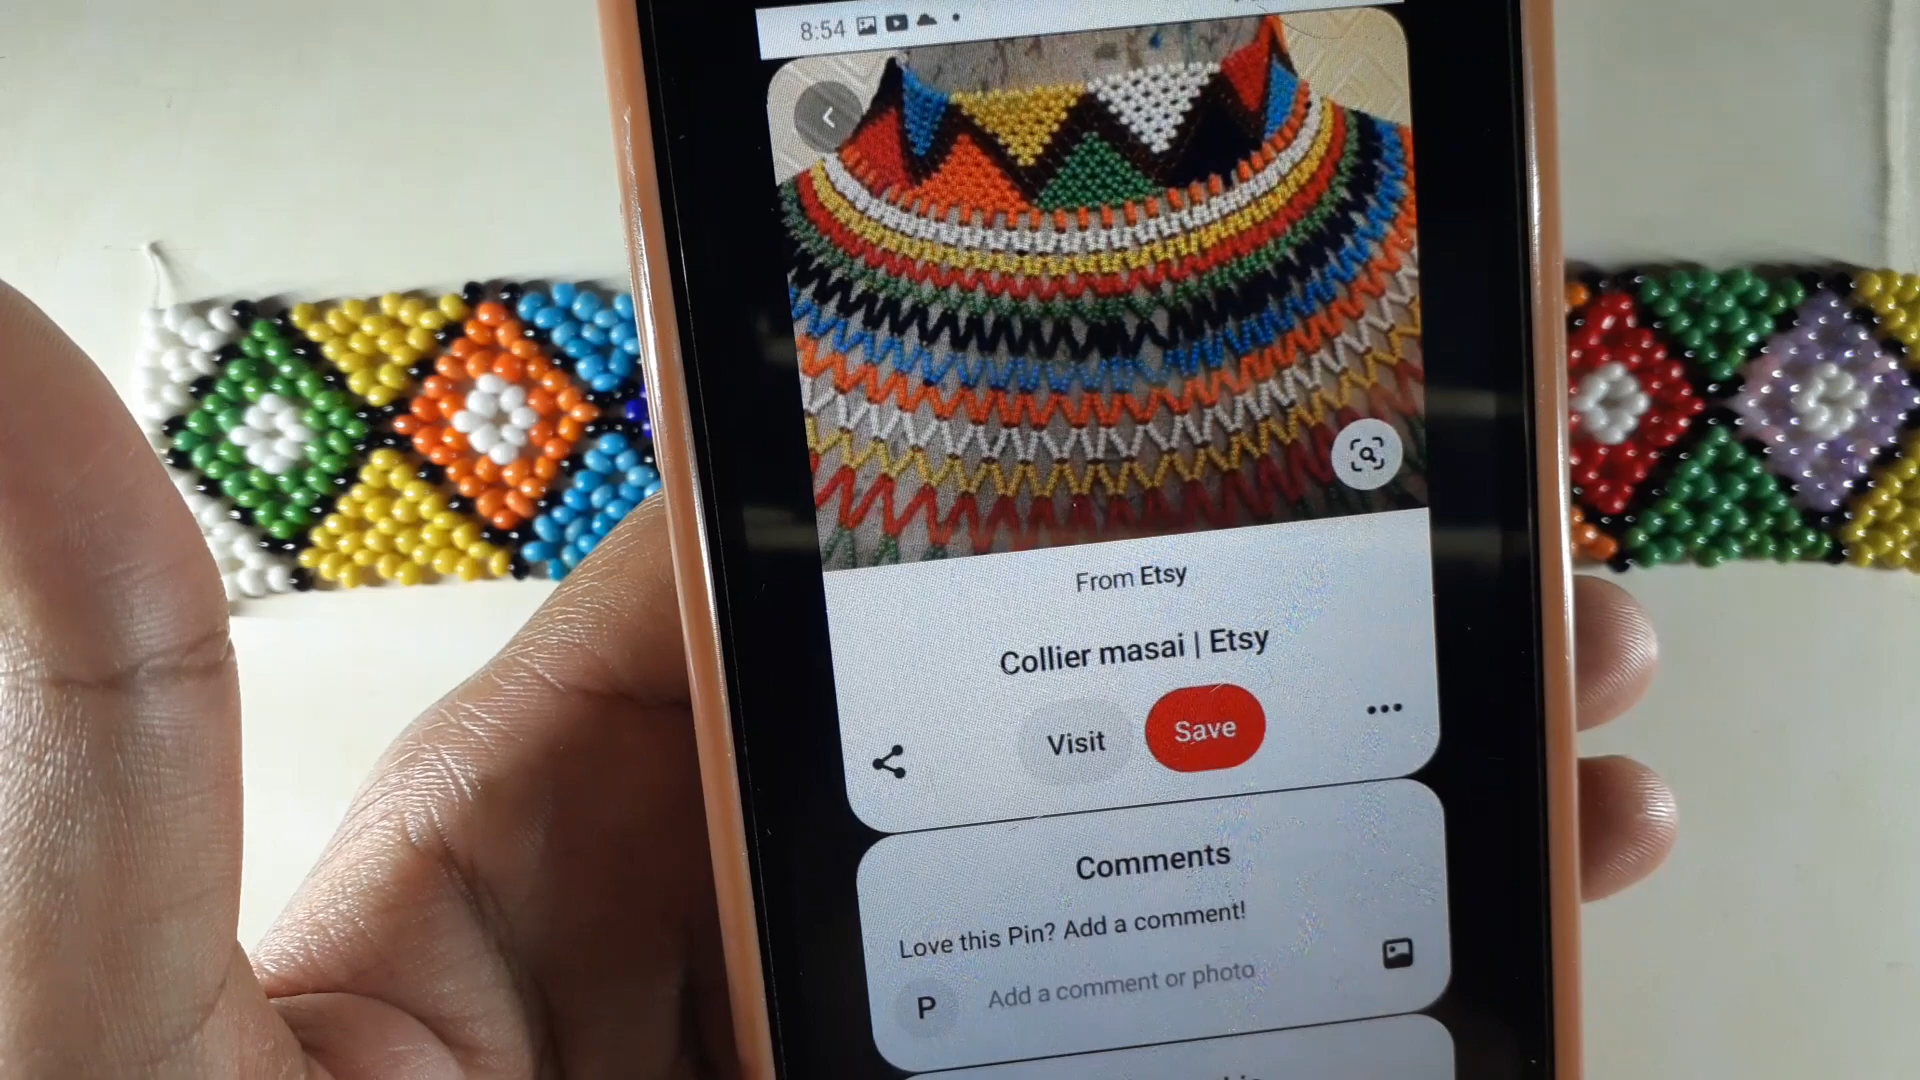 8:54
From Etsy
Collier masai | Etsy
Visit
Save
Comments
Love this Pin? Add a comment!
P
Add a comment or photo